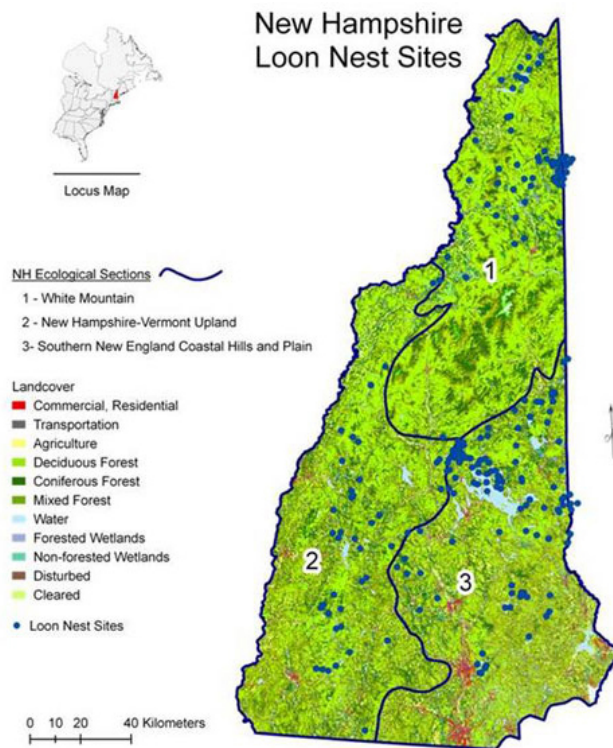 New Hampshire
Loon Nest Sites
Locus Map
NH Ecological Sections
1 - White Mountain
2 - New Hampshire-Vermont Upland
3- Southern New England Coastal Hills and Plain
Landcover
Commercial, Residential
Transportation
Agriculture
Deciduous Forest
Coniferous Forest
Mixed Forest
Water
Forested Wetlands
Non-forested Wetlands
Disturbed
Cleared
Loon Nest Sites
0 10 20 40 Kilometers
1
2
3